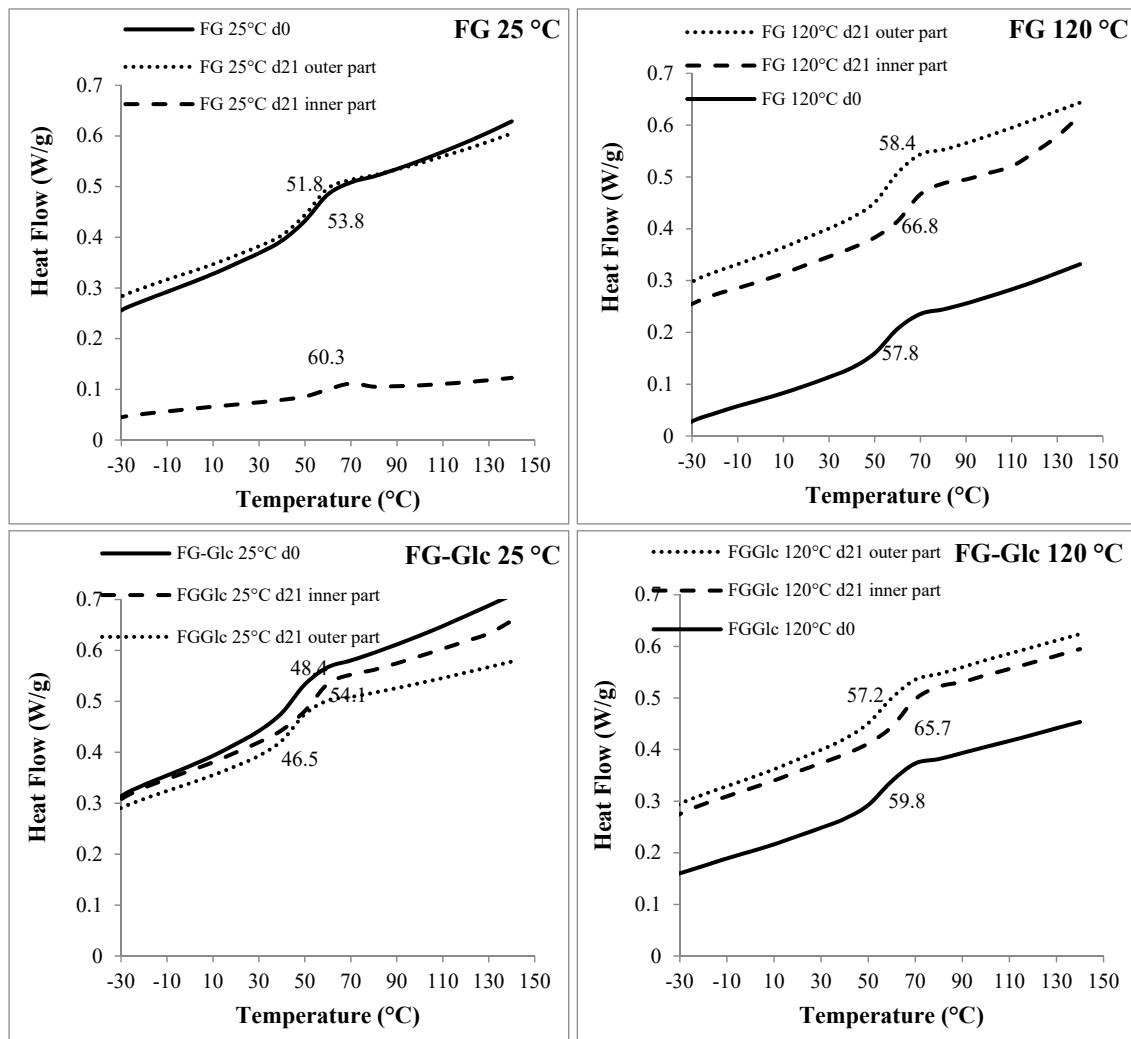 FG 25 °C
FG 25°C d0
FG 25°C d21 outer part
FG 25°C d21 inner part
0.7
0.6
0.5
0.4
0.3
0.2
0.1
0
Heat Flow (W/g)
51.8
53.8
60.3
-30 -10 10 30 50 70 90 110 130 150
Temperature (°C)
FG 120 °C
FG 120°C d21 outer part
FG 120°C d21 inner part
FG 120°C d0
0.7
0.6
0.5
0.4
0.3
0.2
0.1
0
Heat Flow (W/g)
58.4
66.8
57.8
-30 -10 10 30 50 70 90 110 130 150
Temperature (°C)
FG-Glc 25 °C
FG-Glc 25°C d0
FGGlc 25°C d21 inner part
FGGlc 25°C d21 outer part
0.7
0.6
0.5
0.4
0.3
0.2
0.1
0
Heat Flow (W/g)
48.4
54.1
46.5
-30 -10 10 30 50 70 90 110 130 150
Temperature (°C)
FG-Glc 120 °C
FGGlc 120°C d21 outer part
FGGlc 120°C d21 inner part
FGGlc 120°C d0
0.7
0.6
0.5
0.4
0.3
0.2
0.1
0
Heat Flow (W/g)
57.2
65.7
59.8
-30 -10 10 30 50 70 90 110 130 150
Temperature (°C)